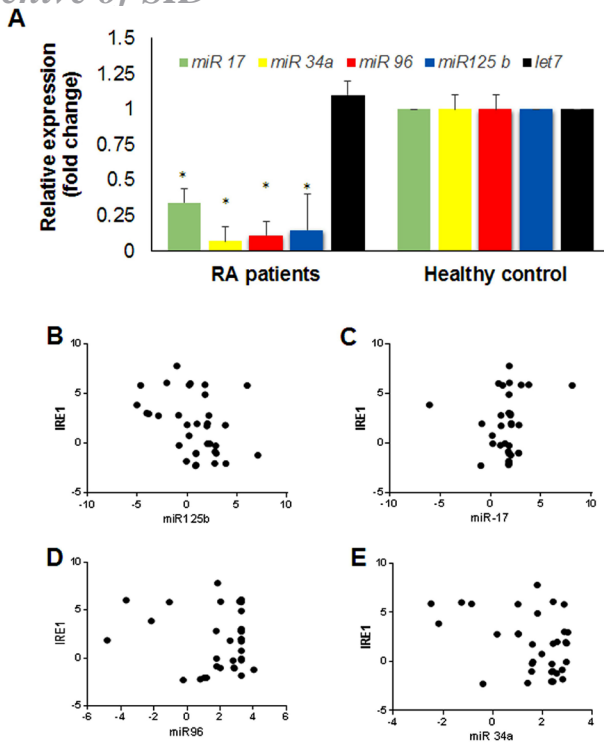 Archive of SID
A
1.5
1.25
1
0.75
0.5
0.25
0
Relative expression
(fold change)
miR 17 miR 34a miR 96 miR125 b let7
* * * *
RA patients Healthy control
B
10
5
0
-5
IRE1
-10 -5 0 5 10
miR125b
C
10
5
0
-5
IRE1
-10 -5 0 5 10
miR-17
D
10
5
0
-5
IRE1
-6 -4 -2 0 2 4 6
miR96
E
10
5
0
-5
IRE1
-4 -2 0 2 4
miR 34a